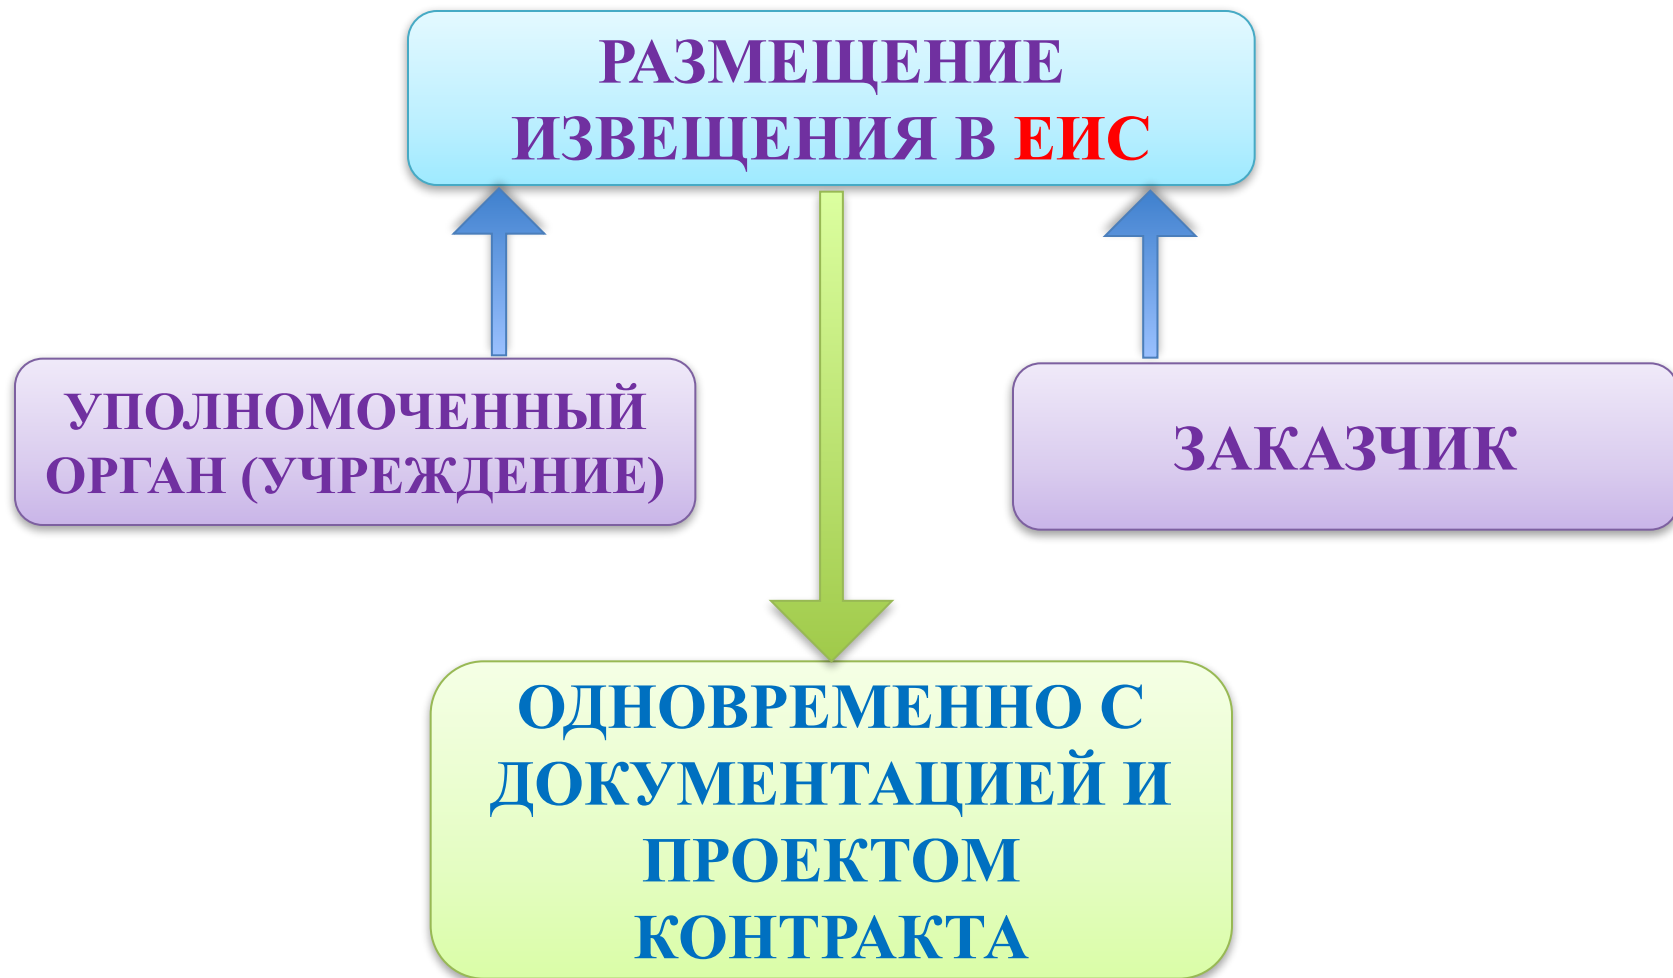 РАЗМЕЩЕНИЕ
ИЗВЕЩЕНИЯ В ЕИС
УПОЛНОМОЧЕННЫЙ
ОРГАН (УЧРЕЖДЕНИЕ)
ЗАКАЗЧИК
ОДНОВРЕМЕННО С
ДОКУМЕНТАЦИЕЙ И
ПРОЕКТОМ
КОНТРАКТА